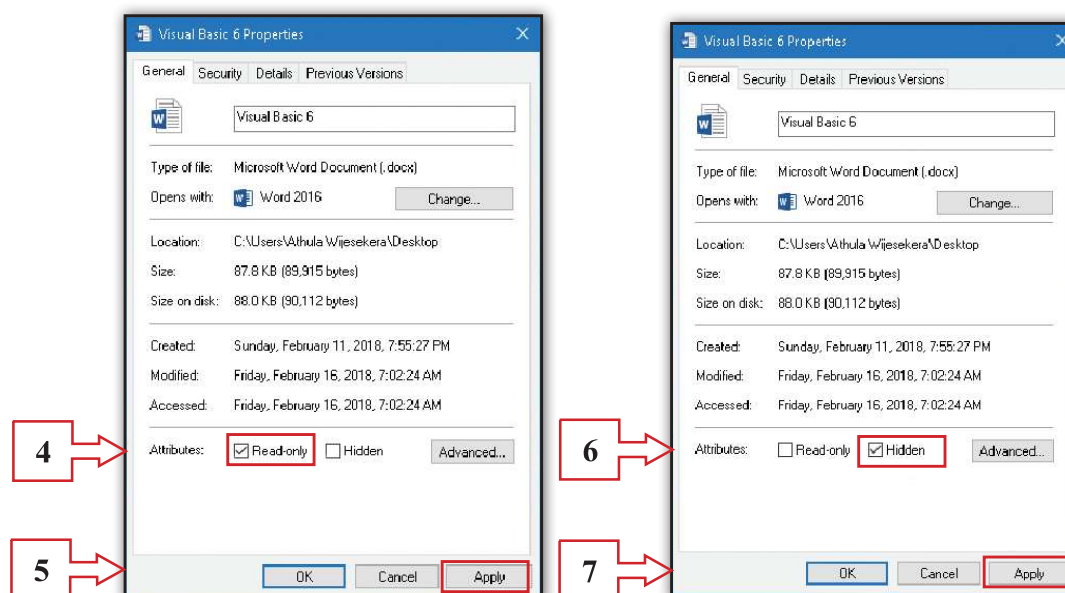 Visual Basic 6 Properties
General Security Details Previous Versions
Visual Basic 6
Type of file: Microsoft Word Document (.docx)
Opens with: Word 2016 Change...
Location: C:\Users\Athula Wijesekera\Desktop
Size: 87.8 KB (89,915 bytes)
Size on disk: 88.0 KB (90,112 bytes)
Created: Sunday, February 11, 2018, 7:55:27 PM
Modified: Friday, February 16, 2018, 7:02:24 AM
Accessed: Friday, February 16, 2018, 7:02:24 AM
4 Attributes: Read-only Hidden Advanced...
5 OK Cancel Apply
Visual Basic 6 Properties
General Security Details Previous Versions
Visual Basic 6
Type of file: Microsoft Word Document (.docx)
Opens with: Word 2016 Change...
Location: C:\Users\Athula Wijesekera\Desktop
Size: 87.8 KB (89,915 bytes)
Size on disk: 88.0 KB (90,112 bytes)
Created: Sunday, February 11, 2018, 7:55:27 PM
Modified: Friday, February 16, 2018, 7:02:24 AM
Accessed: Friday, February 16, 2018, 7:02:24 AM
6 Attributes: Read-only Hidden Advanced...
7 OK Cancel Apply